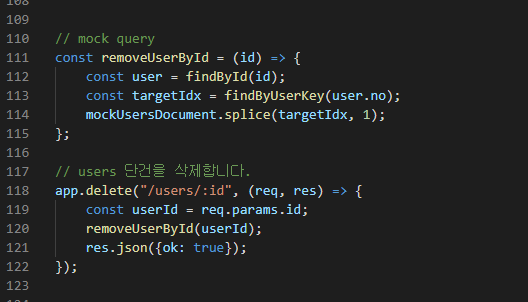 108
109
110 // mock query
111 const removeUserById = (id) => {
112 const user = findById(id);
113 const targetIdx = findByUserKey(user.no);
114 mockUsersDocument.splice(targetIdx, 1);
115 };
116
117 // users 단건을 삭제합니다.
118 app.delete("/users/:id", (req, res) => {
119 const userId = req.params.id;
120 removeUserById(userId);
121 res.json({ok: true});
122 });
123